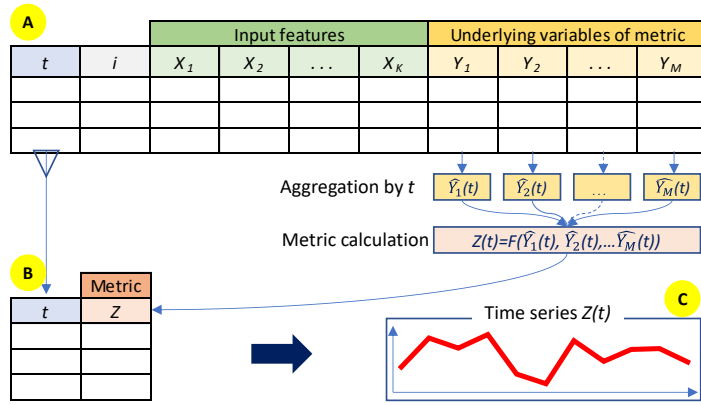 A
Input features Underlying variables of metric
t i X1 X2 ... XK Y1 Y2 ... YM
Aggregation by t Ŷ1(t) Ŷ2(t) ... ŶM(t)
Metric calculation Z(t)=F(Ŷ1(t), Ŷ2(t),...ŶM(t))
B
Metric
t Z
C
Time series Z(t)